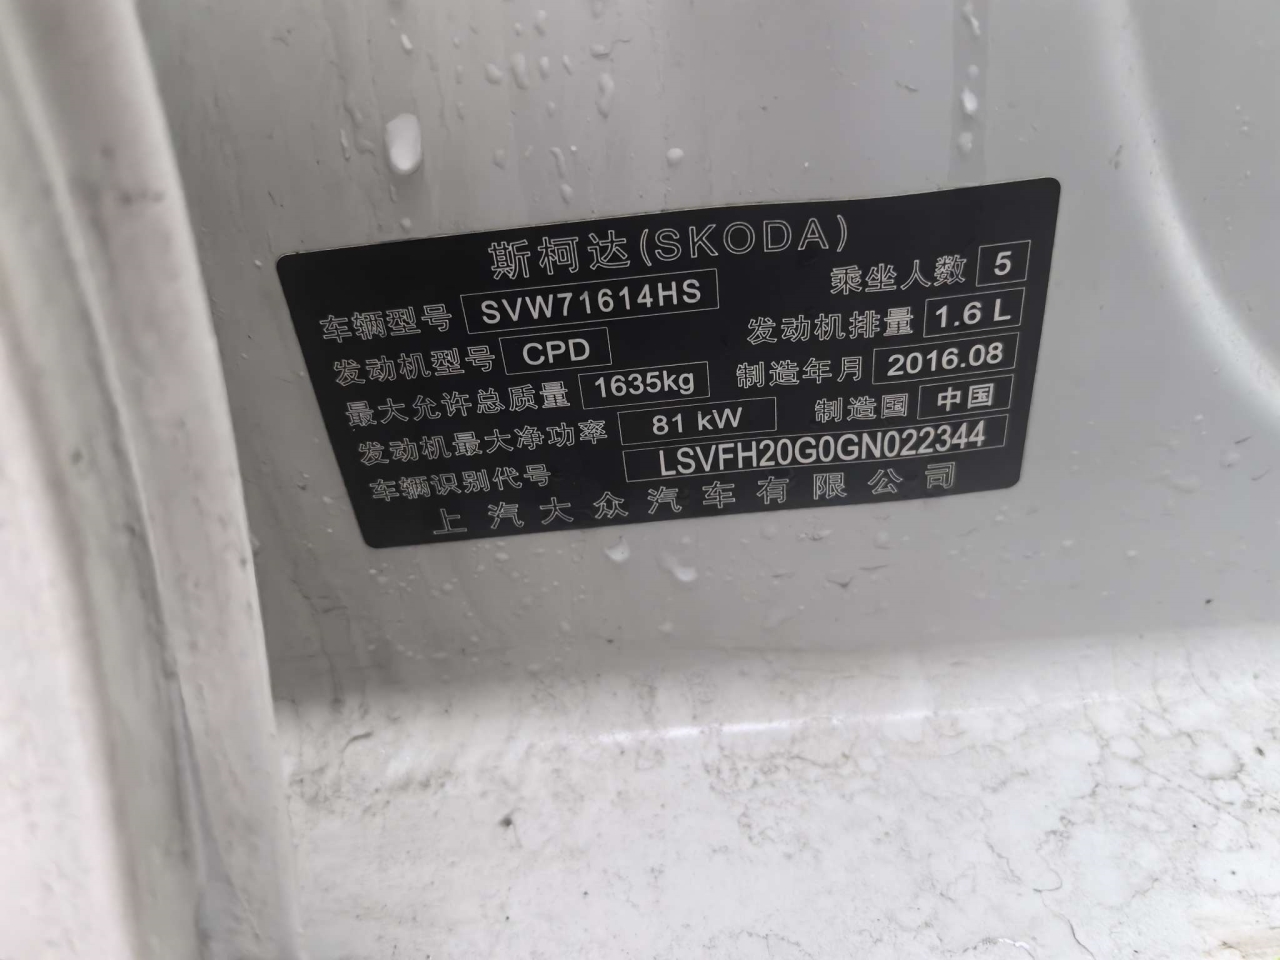 斯柯达(SKODA)
车辆型号 SVW71614HS 乘坐人数 5
发动机型号 CPD 发动机排量 1.6 L
最大允许总质量 1635kg 制造年月 2016.08
发动机最大净功率 81 kW 制造国 中国
车辆识别代号 LSVFH20G0GN022344
上汽大众汽车有限公司